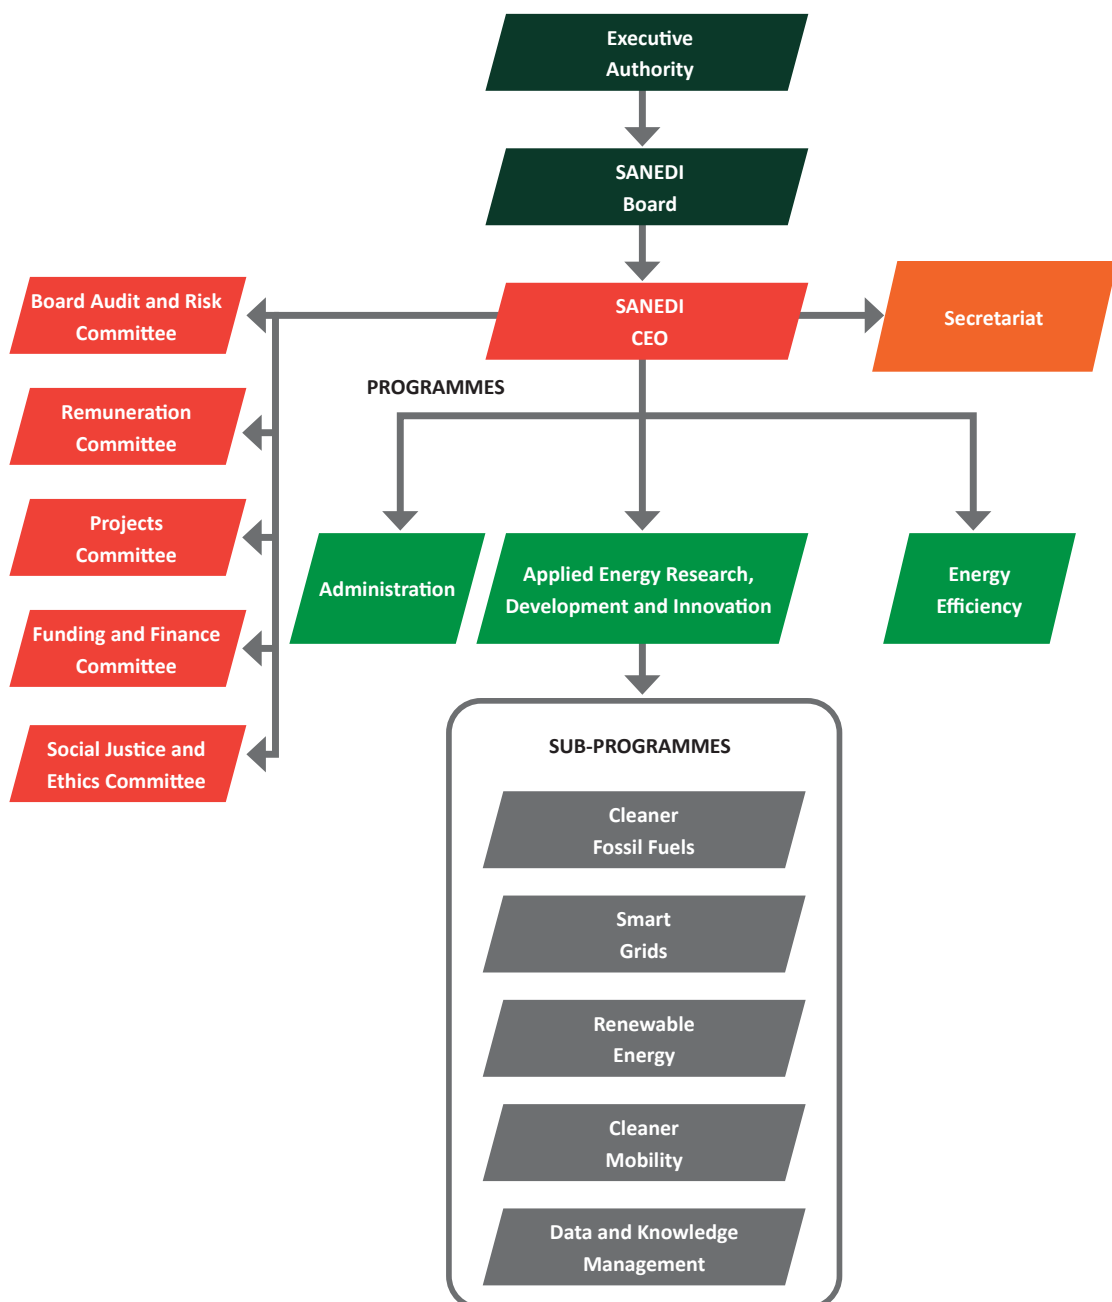 Executive
Authority
SANEDI
Board
SANEDI
CEO
Secretariat
Board Audit and Risk
Committee
Remuneration
Committee
Projects
Committee
Funding and Finance
Committee
Social Justice and
Ethics Committee
PROGRAMMES
Administration
Applied Energy Research,
Development and Innovation
Energy
Efficiency
SUB-PROGRAMMES
Cleaner
Fossil Fuels
Smart
Grids
Renewable
Energy
Cleaner
Mobility
Data and Knowledge
Management